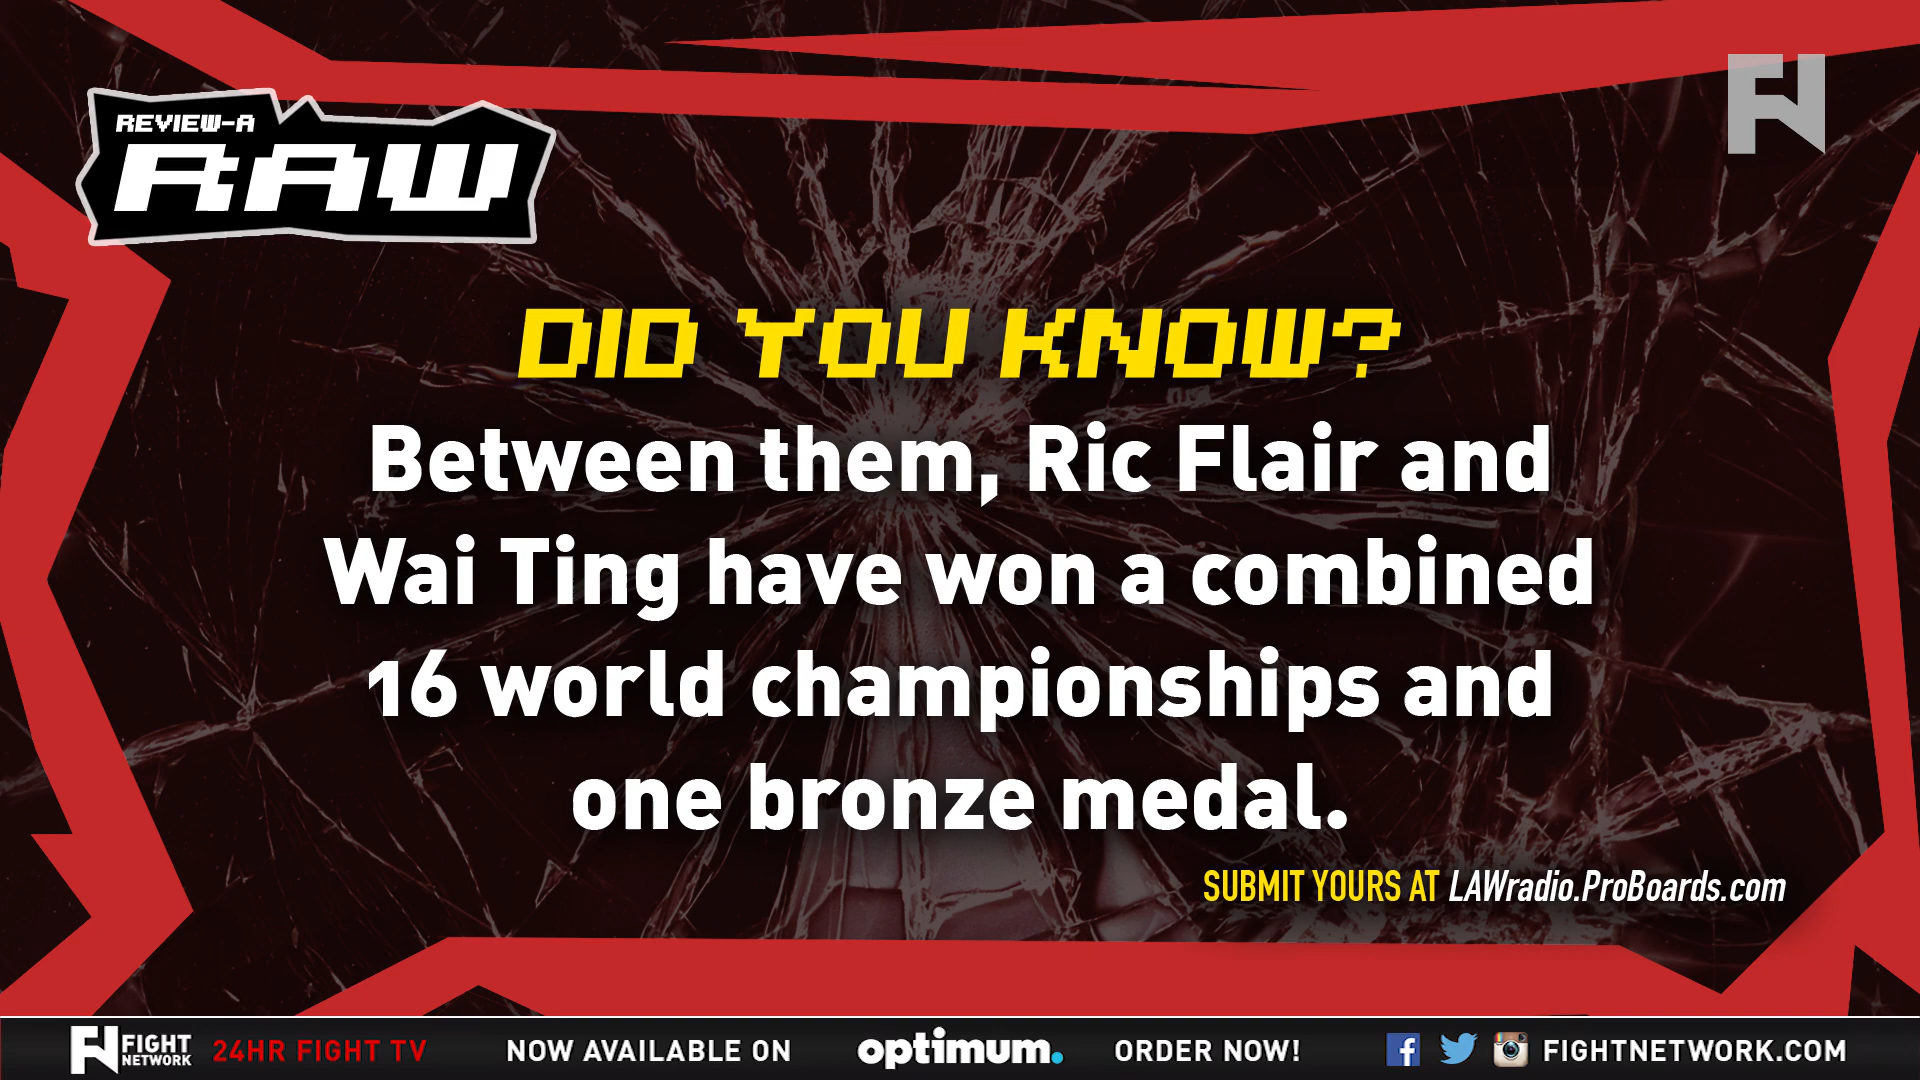 REVIEW-A
RAW
DID YOU KNOW?
Between them, Ric Flair and
Wai Ting have won a combined
16 world championships and
one bronze medal.
SUBMIT YOURS AT LAWradio.ProBoards.com
FN FIGHT NETWORK 24HR FIGHT TV NOW AVAILABLE ON optimum. ORDER NOW! FIGHTNETWORK.COM